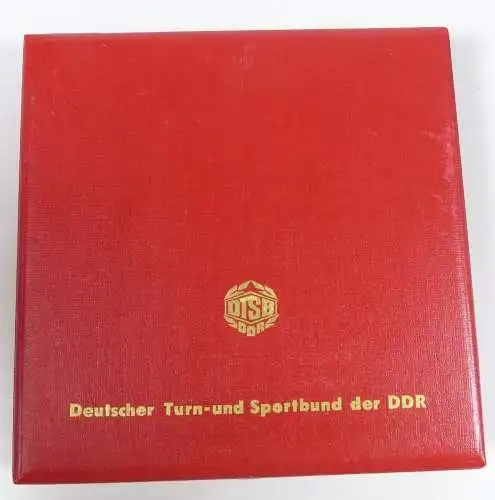 DTSB
DDR
Deutscher Turn-und Sportbund der DDR